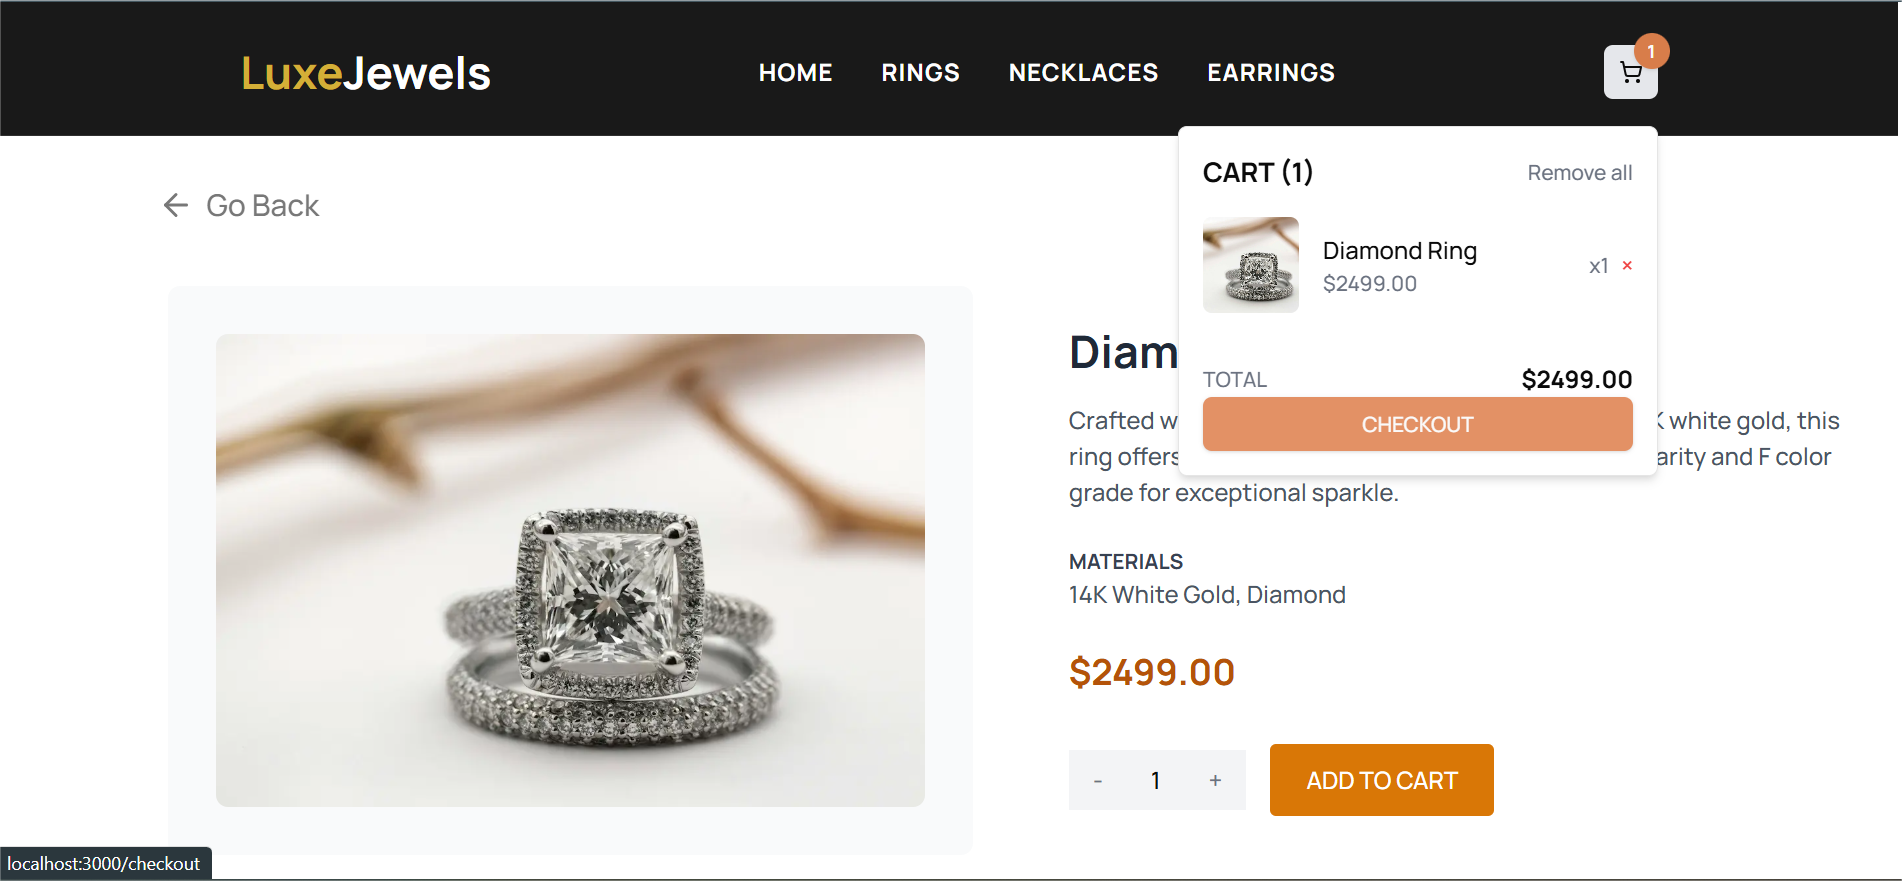 LuxeJewels
HOME
RINGS
NECKLACES
EARRINGS
1
CART (1)
Remove all
Diamond Ring
$2499.00
x1 ×
TOTAL
$2499.00
CHECKOUT
Go Back
Diam
Crafted w
white gold, this
ring offers
arity and F color
grade for exceptional sparkle.
MATERIALS
14K White Gold, Diamond
$2499.00
- 1 +
ADD TO CART
localhost:3000/checkout